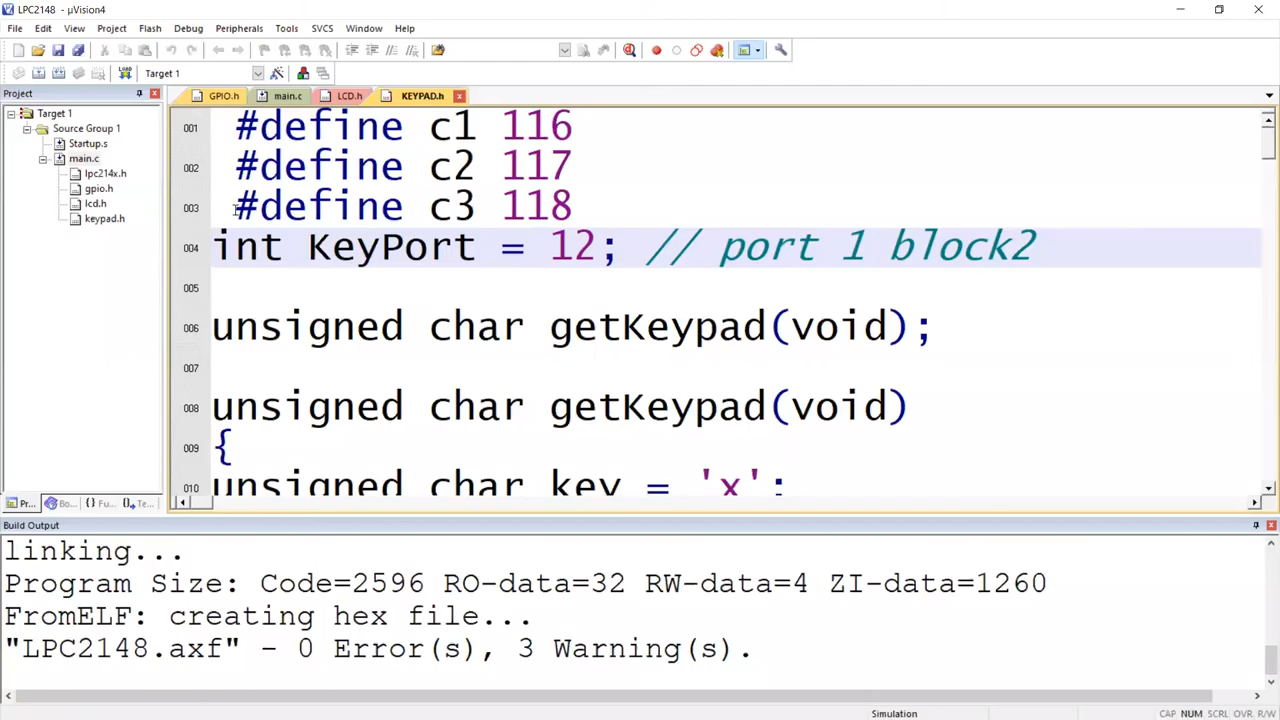 LPC2148 - µVision4
File Edit View Project Flash Debug Peripherals Tools SVCS Window Help
Target 1
Project
GPIO.h main.c LCD.h KEYPAD.h
Target 1
Source Group 1
Startup.s
main.c
lpc214x.h
gpio.h
lcd.h
keypad.h
001 #define c1 116
002 #define c2 117
003 #define c3 118
004 int KeyPort = 12; // port 1 block2
005
006 unsigned char getKeypad(void);
007
008 unsigned char getKeypad(void)
009 {
010 unsigned char key = 'x';
Pr... Bo... {} Fu... Te...
Build Output
linking...
Program Size: Code=2596 RO-data=32 RW-data=4 ZI-data=1260
FromELF: creating hex file...
"LPC2148.axf" - 0 Error(s), 3 Warning(s).
Simulation
CAP NUM SCRL OVR R/W